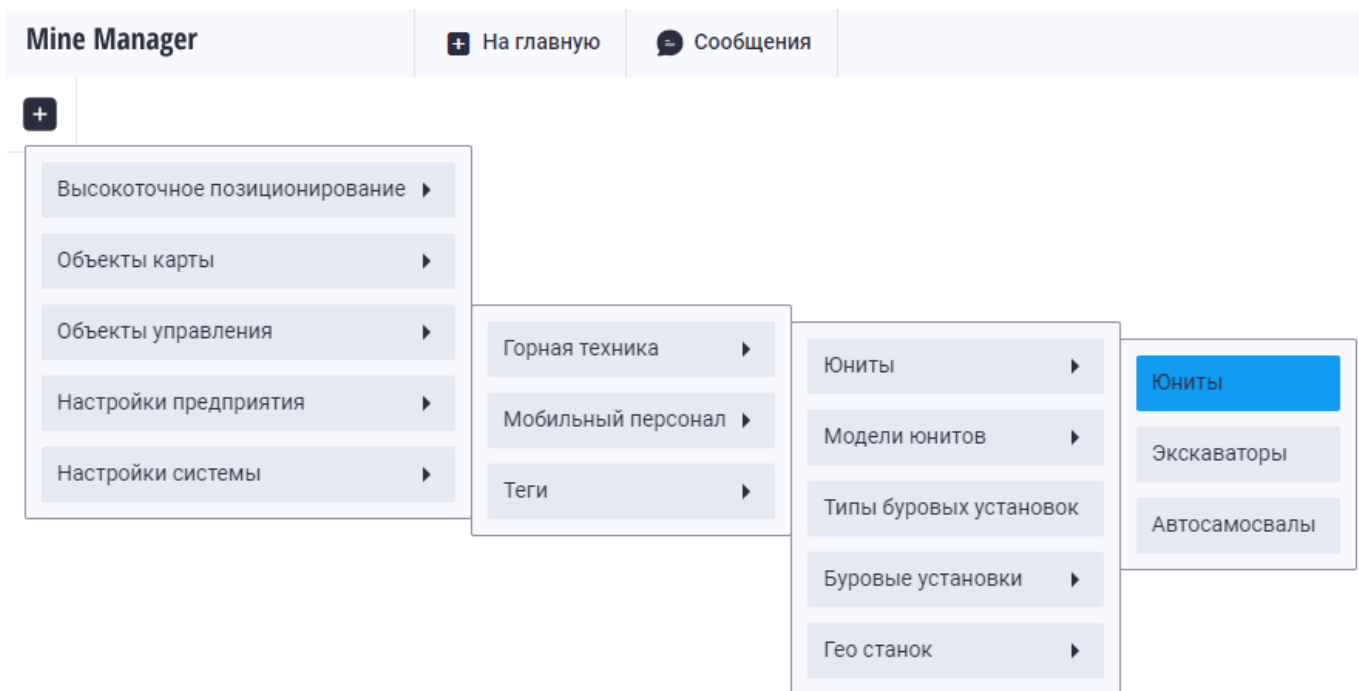 Mine Manager
На главную
Сообщения
Высокоточное позиционирование
Объекты карты
Объекты управления
Настройки предприятия
Настройки системы
Горная техника
Мобильный персонал
Теги
Юниты
Модели юнитов
Типы буровых установок
Буровые установки
Гео станок
Юниты
Экскаваторы
Автосамосвалы